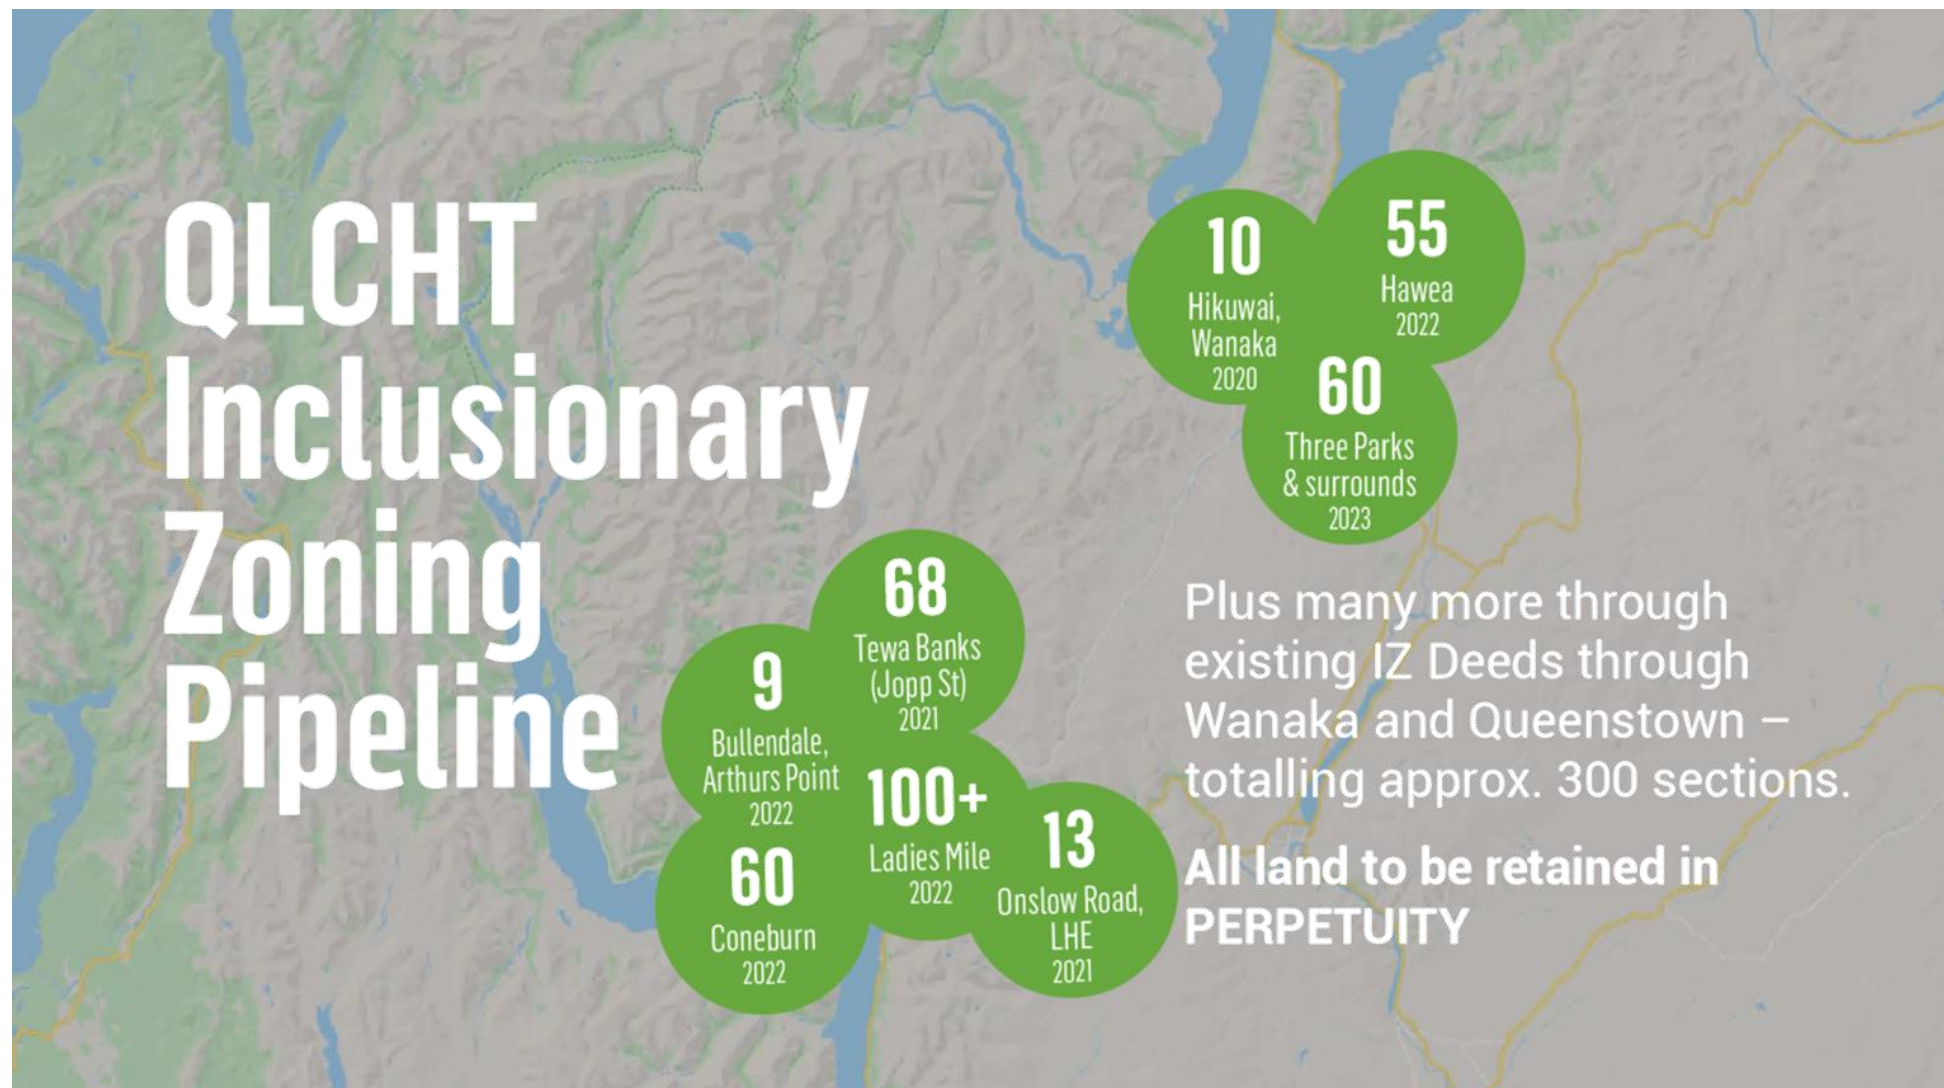 QLCHT
Inclusionary
Zoning
Pipeline
10
Hikuwai,
Wanaka
2020
55
Hawea
2022
60
Three Parks
& surrounds
2023
68
Tewa Banks
(Jopp St)
2021
9
Bullendale,
Arthurs Point
2022
100+
Ladies Mile
2022
13
Onslow Road,
LHE
2021
60
Coneburn
2022
Plus many more through
existing IZ Deeds through
Wanaka and Queenstown –
totalling approx. 300 sections.
All land to be retained in
PERPETUITY